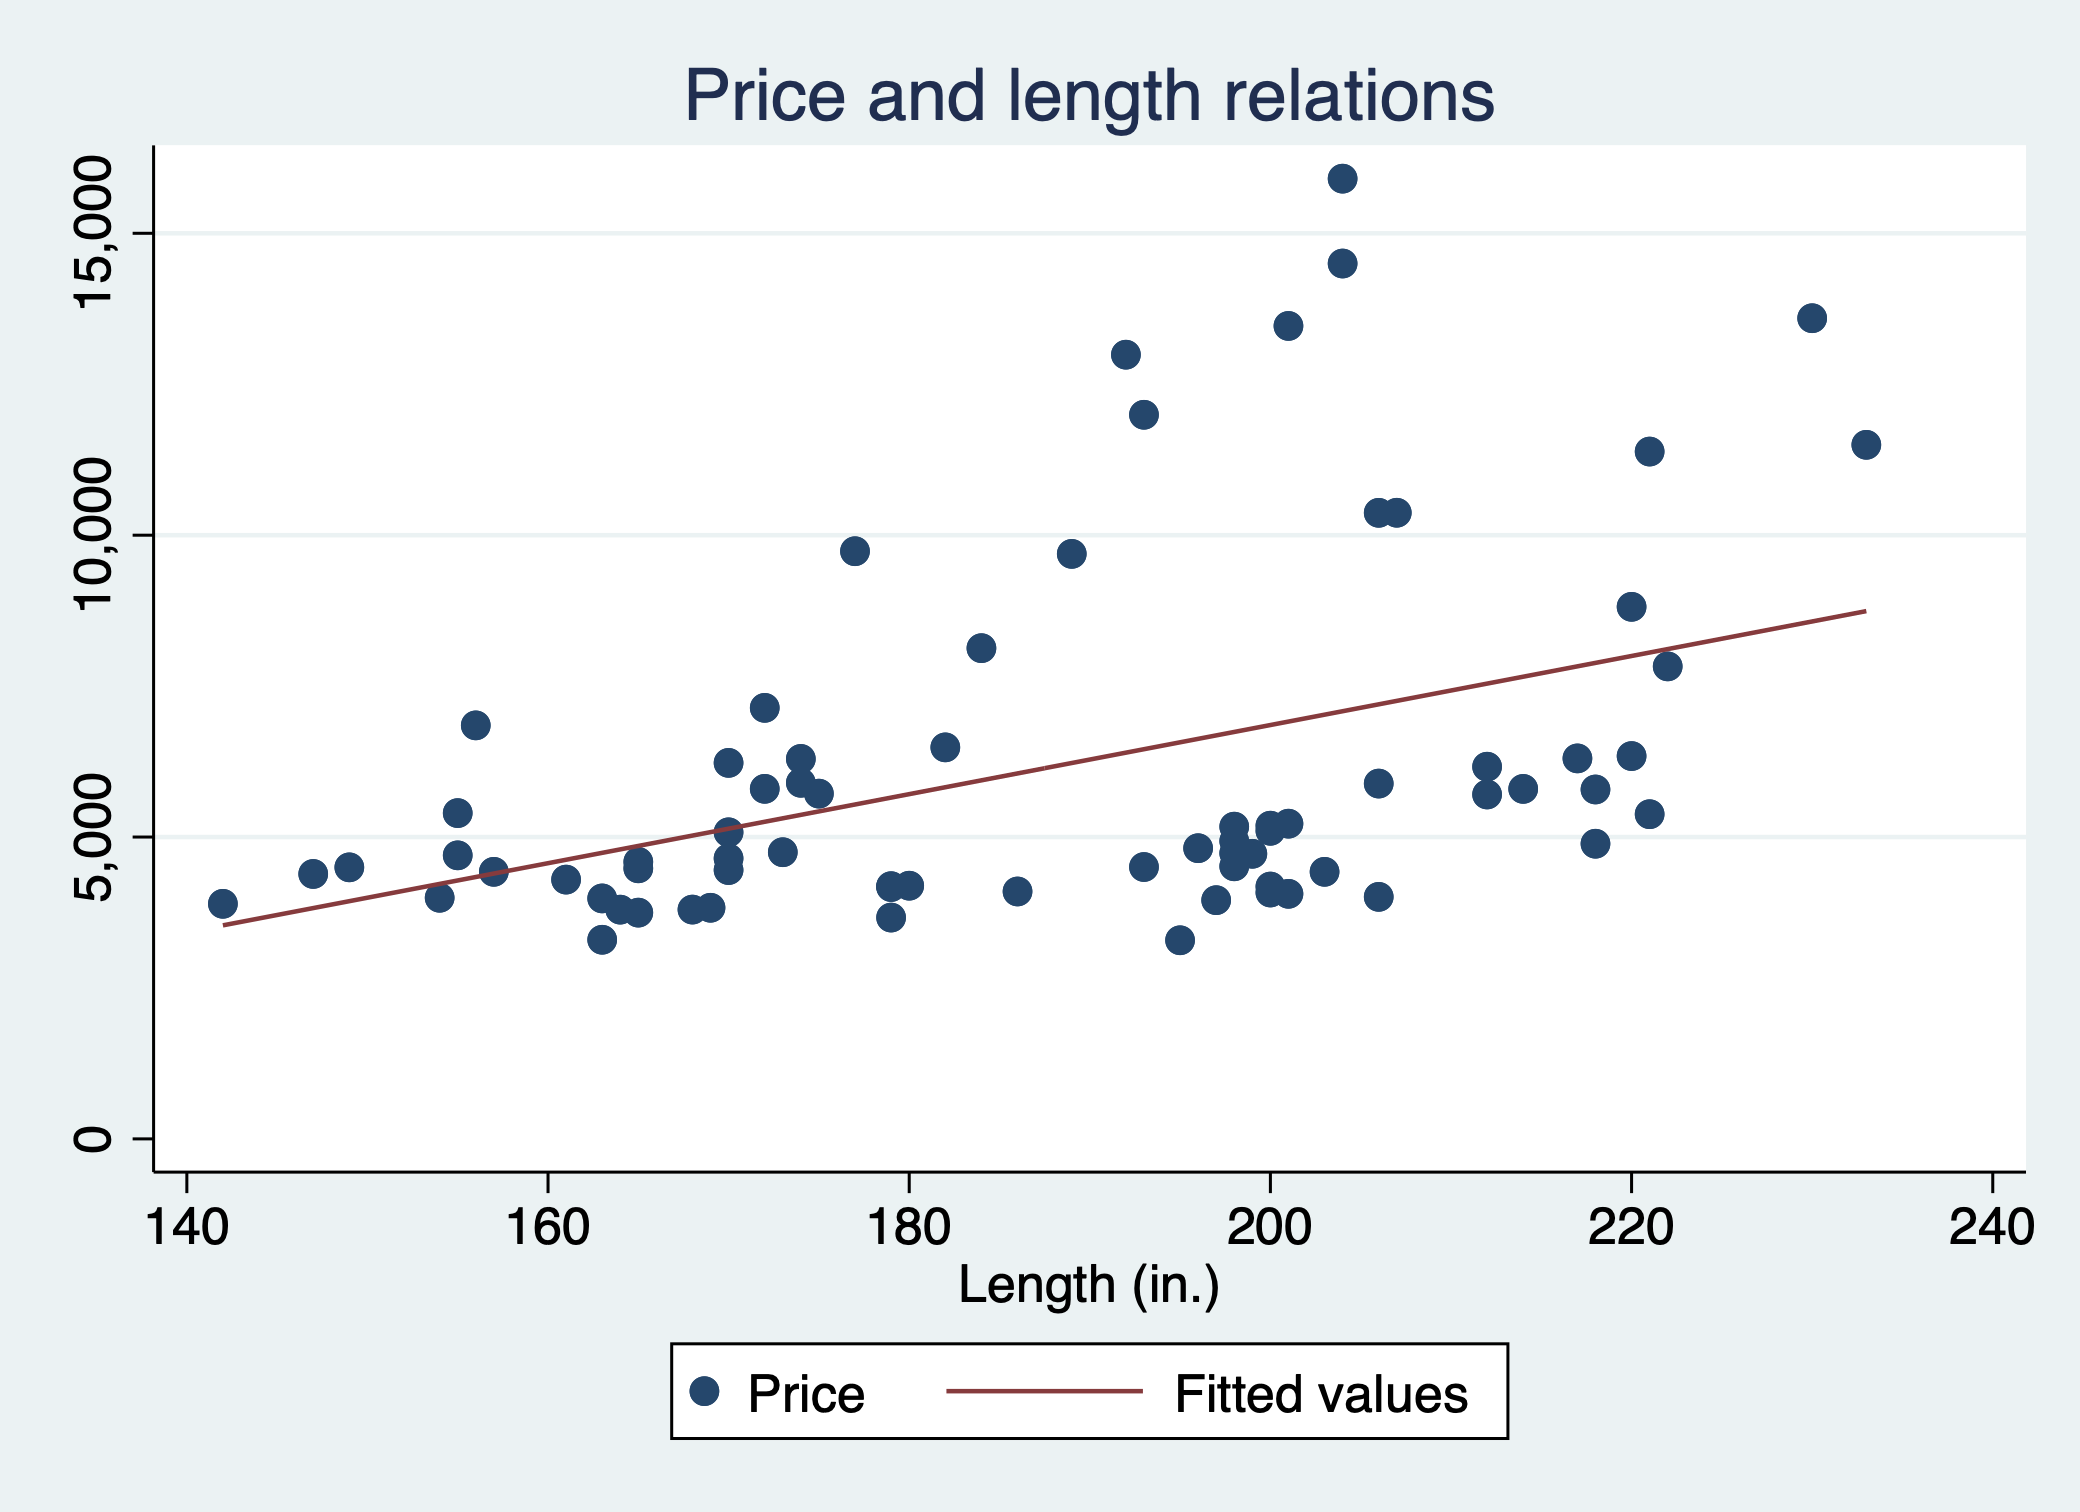 Price and length relations
15,000
10,000
5,000
0
140 160 180 200 220 240
Length (in.)
Price Fitted values